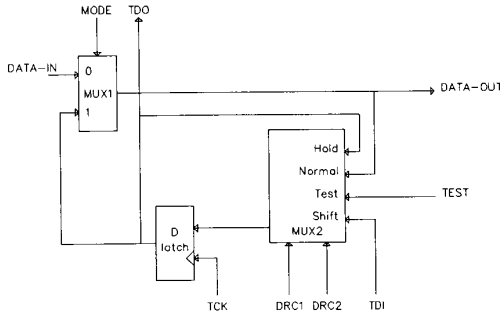 MODE
TDO
DATA-IN
0
MUX1
1
DATA-OUT
Hold
Normal
Test
TEST
Shift
MUX2
D
latch
TCK
DRC1
DRC2
TDI